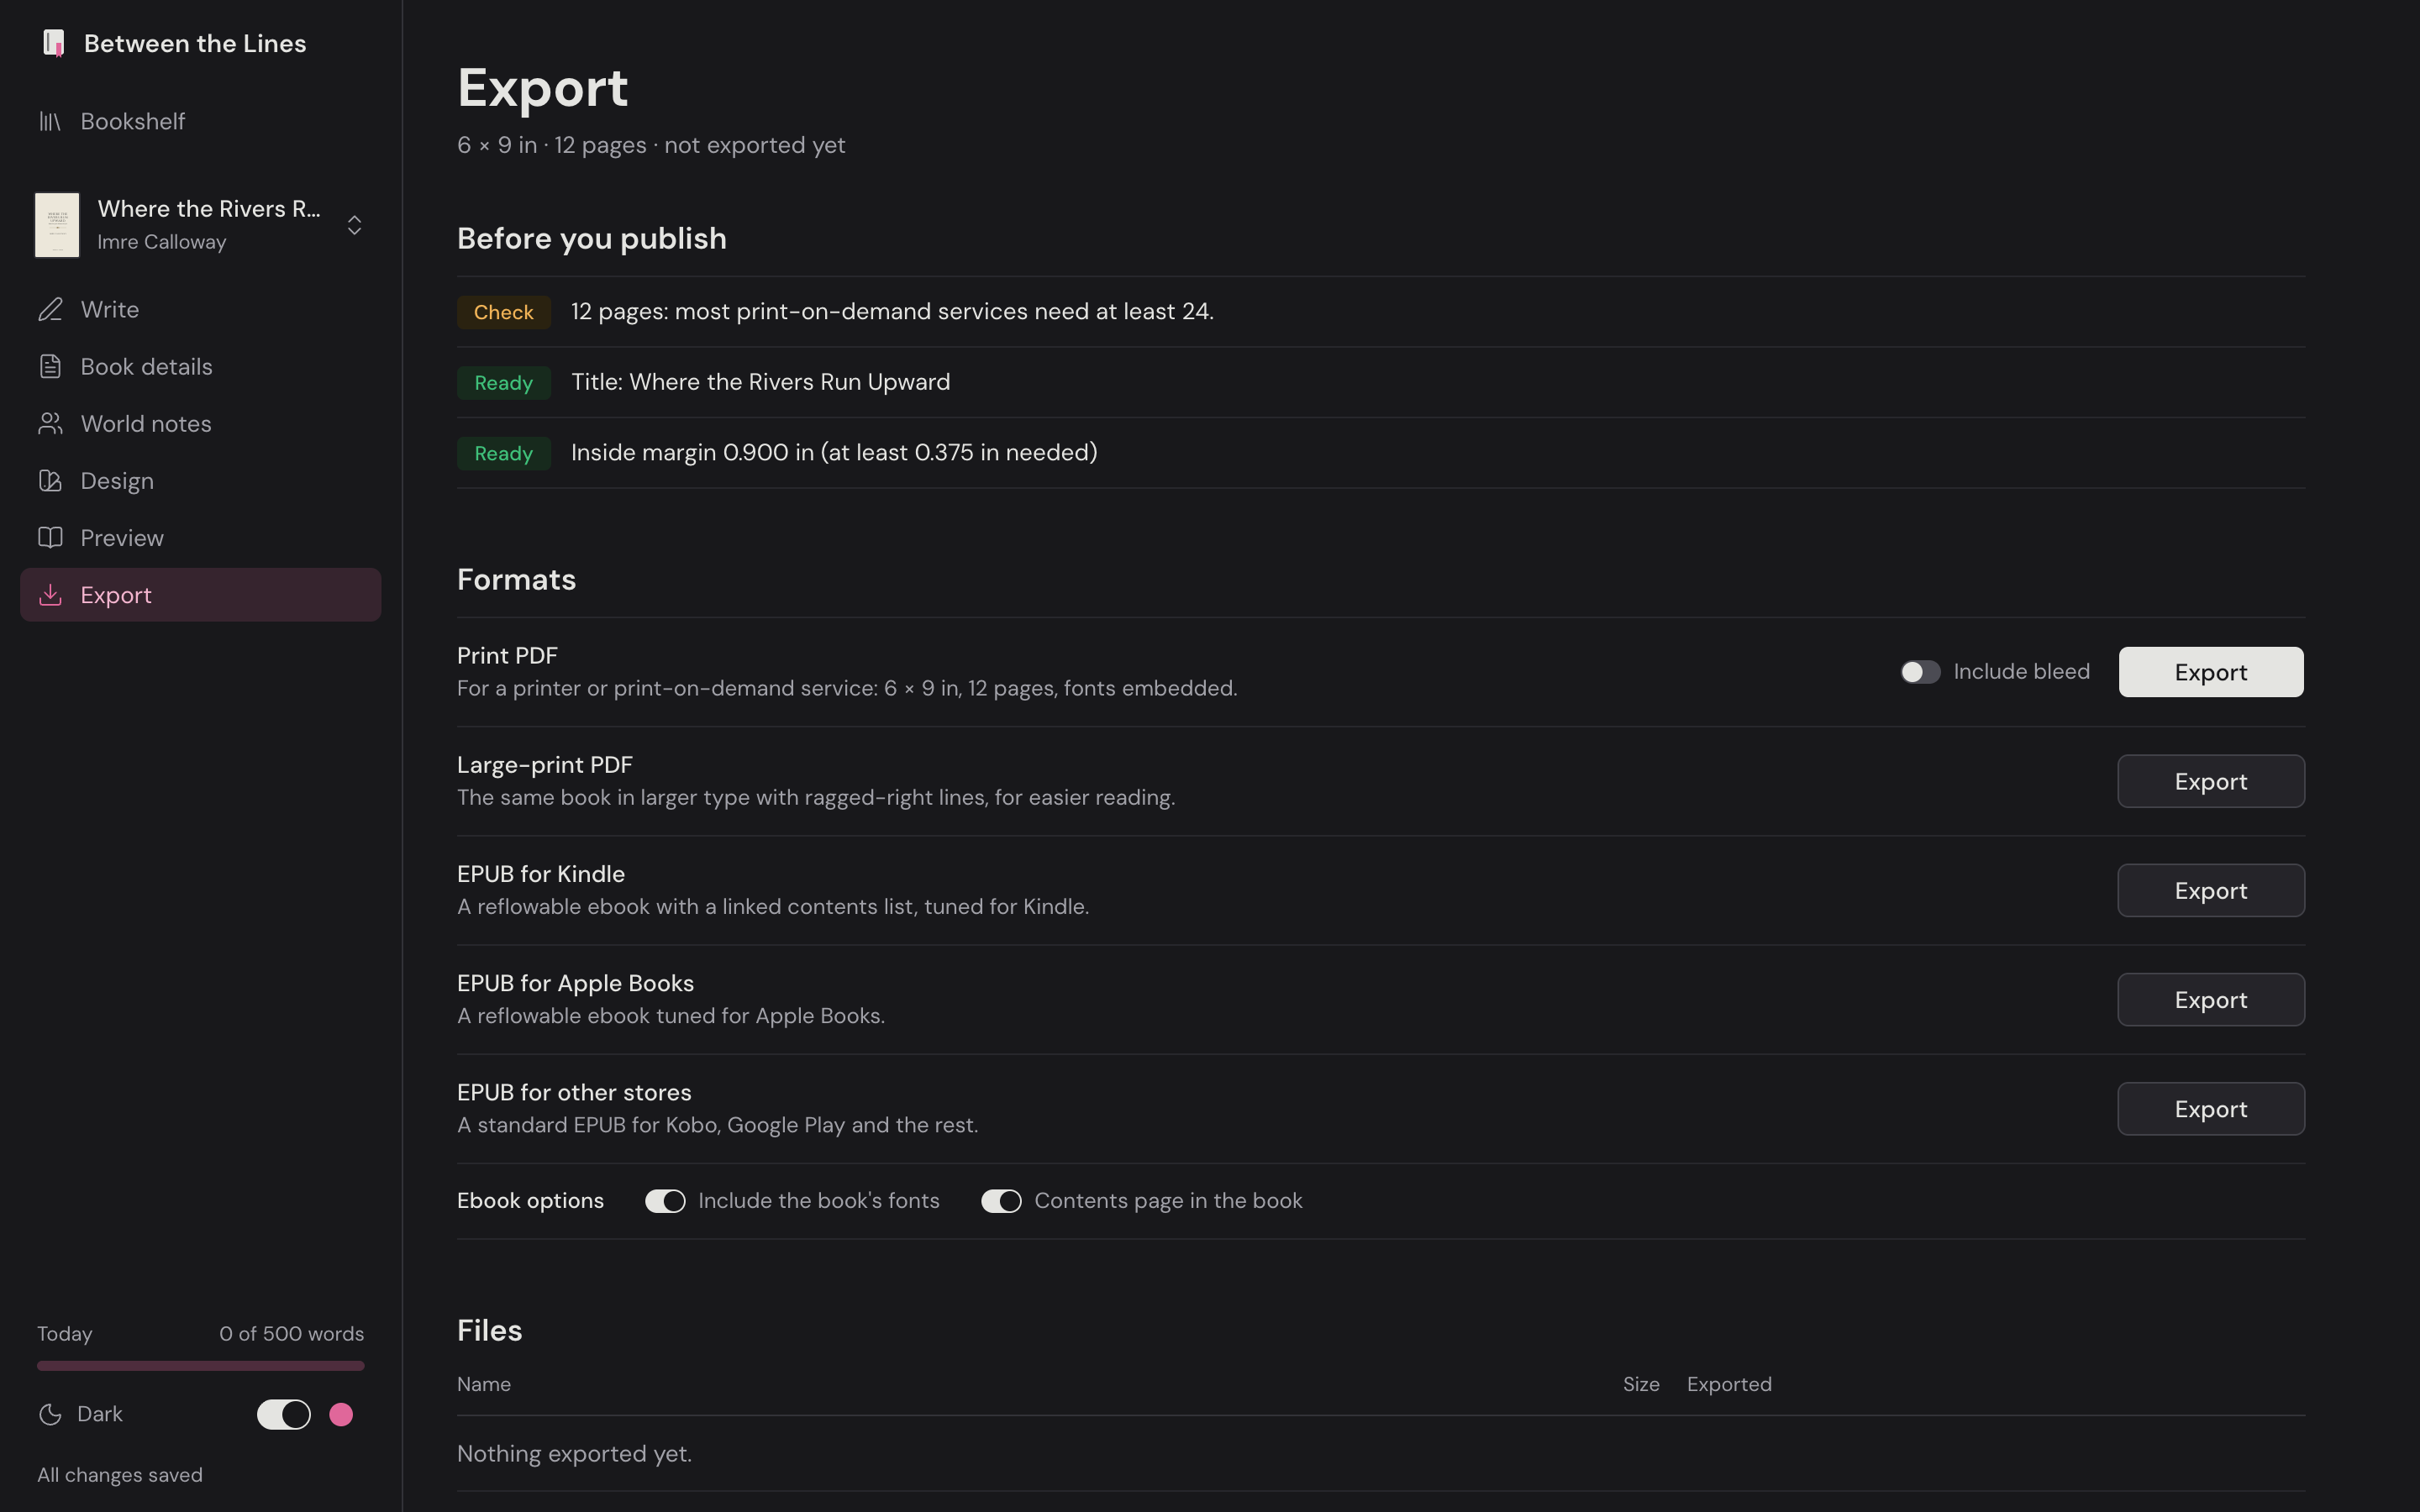 Between the Lines
Bookshelf
Where the Rivers R...
Imre Calloway
Write
Book details
World notes
Design
Preview
Export
Today 0 of 500 words
Dark
All changes saved
Export
6 × 9 in · 12 pages · not exported yet
Before you publish
Check 12 pages: most print-on-demand services need at least 24.
Ready Title: Where the Rivers Run Upward
Ready Inside margin 0.900 in (at least 0.375 in needed)
Formats
Print PDF
For a printer or print-on-demand service: 6 × 9 in, 12 pages, fonts embedded.
Include bleed Export
Large-print PDF
The same book in larger type with ragged-right lines, for easier reading.
Export
EPUB for Kindle
A reflowable ebook with a linked contents list, tuned for Kindle.
Export
EPUB for Apple Books
A reflowable ebook tuned for Apple Books.
Export
EPUB for other stores
A standard EPUB for Kobo, Google Play and the rest.
Export
Ebook options Include the book's fonts Contents page in the book
Files
Name Size Exported
Nothing exported yet.